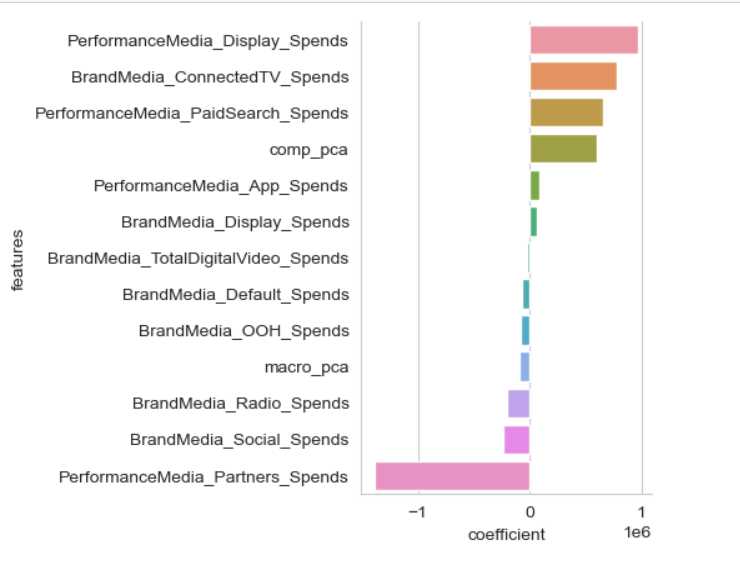 PerformanceMedia_Display_Spends
BrandMedia_ConnectedTV_Spends
PerformanceMedia_PaidSearch_Spends
comp_pca
PerformanceMedia_App_Spends
BrandMedia_Display_Spends
features
BrandMedia_TotalDigitalVideo_Spends
BrandMedia_Default_Spends
BrandMedia_OOH_Spends
macro_pca
BrandMedia_Radio_Spends
BrandMedia_Social_Spends
PerformanceMedia_Partners_Spends
−1 0 1
coefficient 1e6